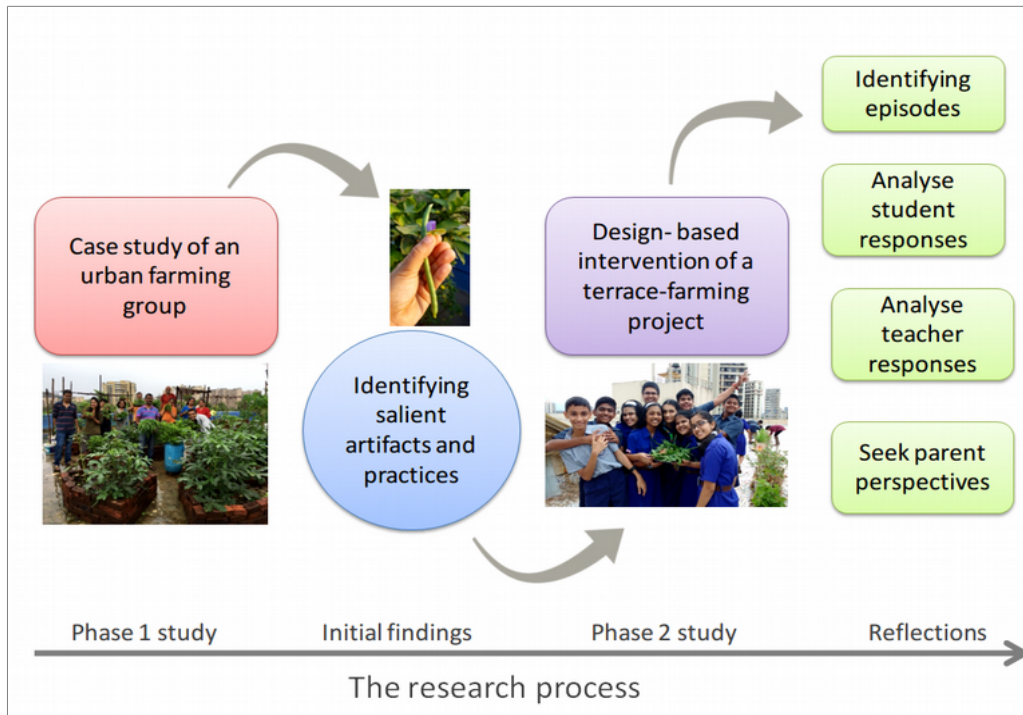 Case study of an
urban farming
group
Identifying
salient
artifacts and
practices
Design- based
intervention of a
terrace-farming
project
Identifying
episodes
Analyse
student
responses
Analyse
teacher
responses
Seek parent
perspectives
Phase 1 study
Initial findings
Phase 2 study
Reflections
The research process